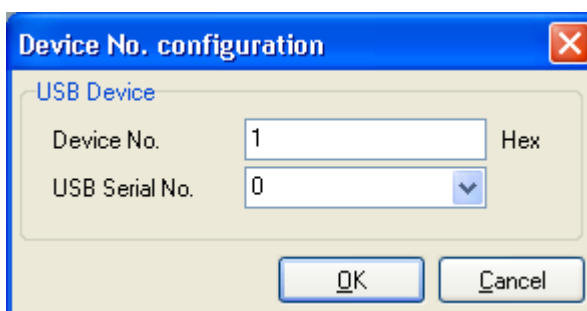 Device No. configuration
USB Device
Device No. 1 Hex
USB Serial No. 0
OK Cancel